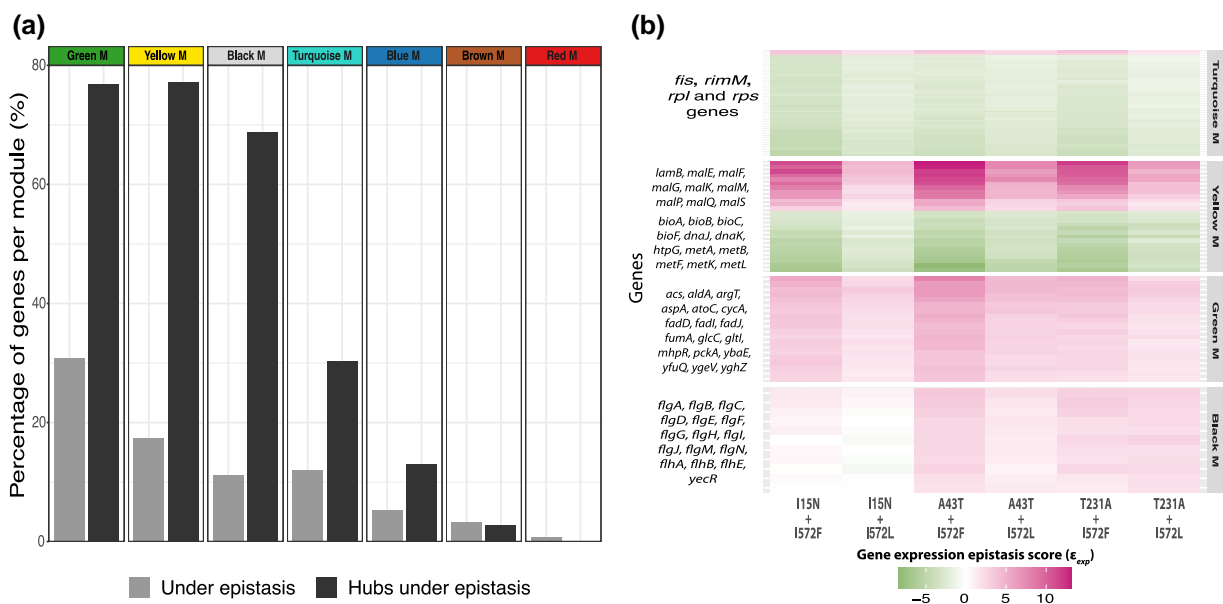 (a)
Green M
Yellow M
Black M
Turquoise M
Blue M
Brown M
Red M
Percentage of genes per module (%)
80
60
40
20
0
Under epistasis
Hubs under epistasis
(b)
Genes
fis, rimM,
rpl and rps
genes
Turquoise M
lamB, malE, malF,
malG, malK, malM,
malP, malQ, malS
bioA, bioB, bioC,
bioF, dnaJ, dnaK,
htpG, metA, metB,
metF, metK, metL
Yellow M
acs, aldA, argT,
aspA, atoC, cycA,
fadD, fadI, fadJ,
fumA, glcC, gltI,
mhpR, pckA, ybaE,
yfuQ, ygeV, yghZ
Green M
flgA, flgB, flgC,
flgD, flgE, flgF,
flgG, flgH, flgI,
flgJ, flgM, flgN,
flhA, flhB, flhE,
yecR
Black M
I15N
+
I572F
I15N
+
I572L
A43T
+
I572F
A43T
+
I572L
T231A
+
I572F
T231A
+
I572L
Gene expression epistasis score (ε_exp)
−5
0
5
10